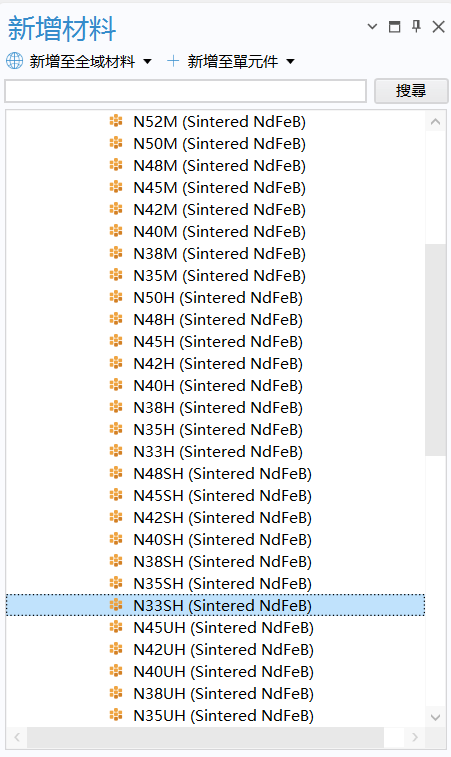 新增材料
新增至全域材料 新增至單元件
搜尋
N52M (Sintered NdFeB)
N50M (Sintered NdFeB)
N48M (Sintered NdFeB)
N45M (Sintered NdFeB)
N42M (Sintered NdFeB)
N40M (Sintered NdFeB)
N38M (Sintered NdFeB)
N35M (Sintered NdFeB)
N50H (Sintered NdFeB)
N48H (Sintered NdFeB)
N45H (Sintered NdFeB)
N42H (Sintered NdFeB)
N40H (Sintered NdFeB)
N38H (Sintered NdFeB)
N35H (Sintered NdFeB)
N33H (Sintered NdFeB)
N48SH (Sintered NdFeB)
N45SH (Sintered NdFeB)
N42SH (Sintered NdFeB)
N40SH (Sintered NdFeB)
N38SH (Sintered NdFeB)
N35SH (Sintered NdFeB)
N33SH (Sintered NdFeB)
N45UH (Sintered NdFeB)
N42UH (Sintered NdFeB)
N40UH (Sintered NdFeB)
N38UH (Sintered NdFeB)
N35UH (Sintered NdFeB)